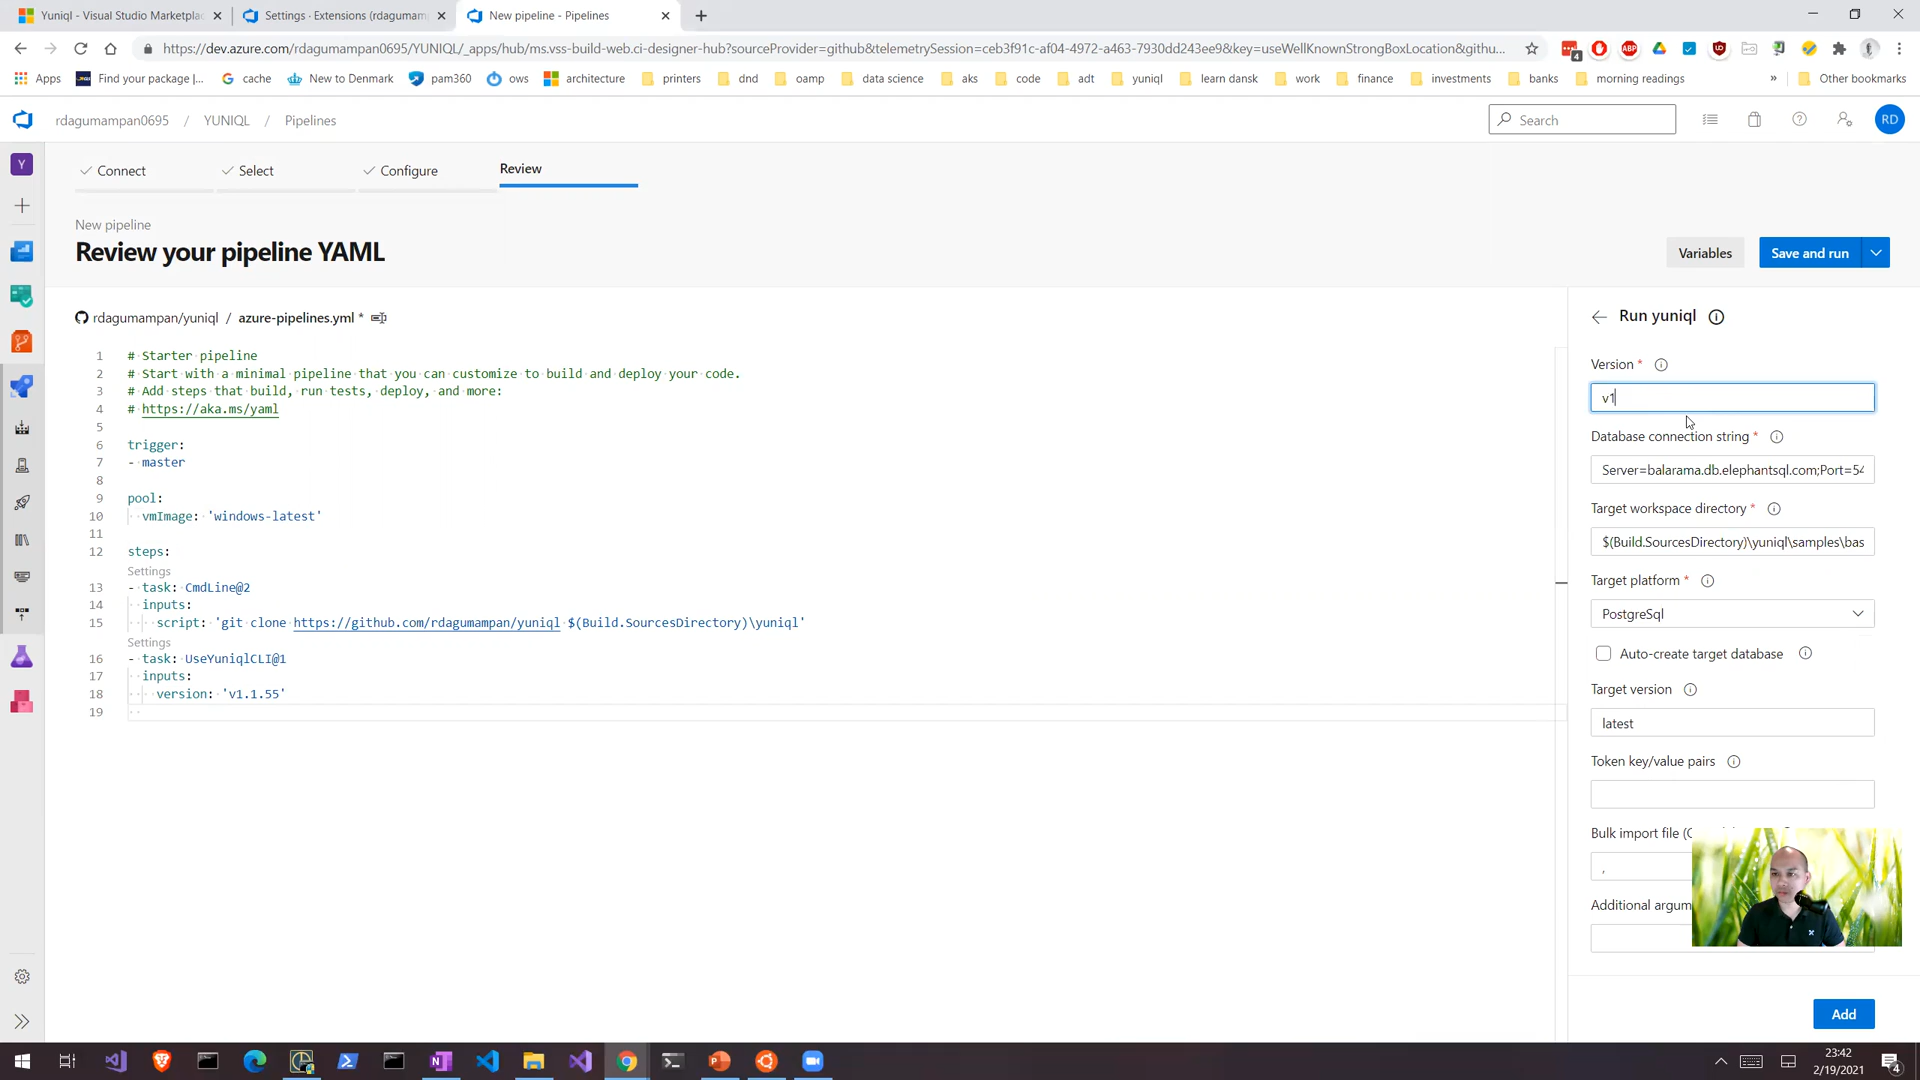 Yuniql - Visual Studio Marketplac
Settings · Extensions (rdagumamp
New pipeline - Pipelines
https://dev.azure.com/rdagumampan0695/YUNIQL/_apps/hub/ms.vss-build-web.ci-designer-hub?sourceProvider=github&telemetrySession=ceb3f91c-af04-4972-a463-7930dd243ee9&key=useWellKnownStrongBoxLocation&githu...
Apps
Find your package |...
cache
New to Denmark
pam360
ows
architecture
printers
dnd
oamp
data science
aks
code
adt
yuniql
learn dansk
work
finance
investments
banks
morning readings
»
Other bookmarks
rdagumampan0695 / YUNIQL / Pipelines
Search
RD
Y
Connect
Select
Configure
Review
New pipeline
Review your pipeline YAML
Variables
Save and run
rdagumampan/yuniql / azure-pipelines.yml *
1 # Starter pipeline
2 # Start with a minimal pipeline that you can customize to build and deploy your code.
3 # Add steps that build, run tests, deploy, and more:
4 # https://aka.ms/yaml
5
6 trigger:
7 - master
8
9 pool:
10 vmImage: 'windows-latest'
11
12 steps:
Settings
13 - task: CmdLine@2
14 inputs:
15 script: 'git clone https://github.com/rdagumampan/yuniql $(Build.SourcesDirectory)\yuniql'
Settings
16 - task: UseYuniqlCLI@1
17 inputs:
18 version: 'v1.1.55'
19
Run yuniql
Version *
v1
Database connection string *
Server=balarama.db.elephantsql.com;Port=54
Target workspace directory *
$(Build.SourcesDirectory)\yuniql\samples\bas
Target platform *
PostgreSql
Auto-create target database
Target version
latest
Token key/value pairs
Bulk import file (
,
Additional argum
Add
23:42
2/19/2021
4